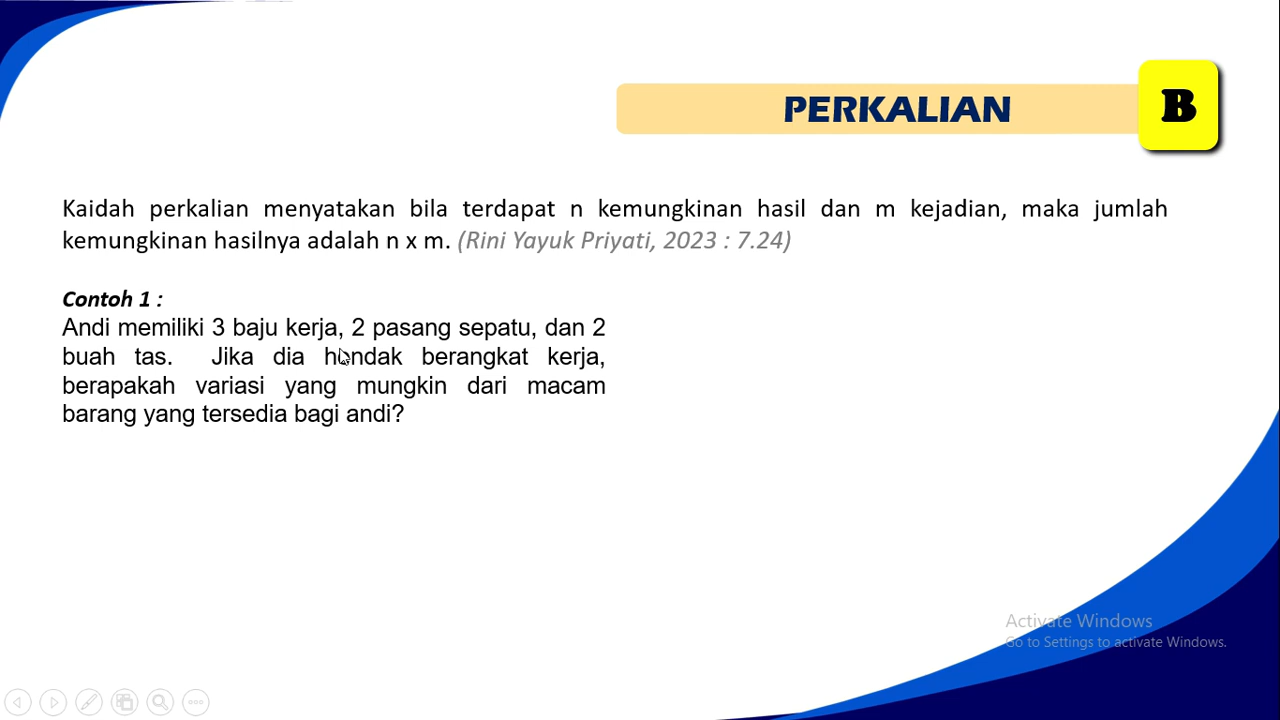 PERKALIAN
B
Kaidah perkalian menyatakan bila terdapat n kemungkinan hasil dan m kejadian, maka jumlah
kemungkinan hasilnya adalah n x m. (Rini Yayuk Priyati, 2023 : 7.24)
Contoh 1 :
Andi memiliki 3 baju kerja, 2 pasang sepatu, dan 2
buah tas. Jika dia hendak berangkat kerja,
berapakah variasi yang mungkin dari macam
barang yang tersedia bagi andi?
Activate Windows
Go to Settings to activate Windows.